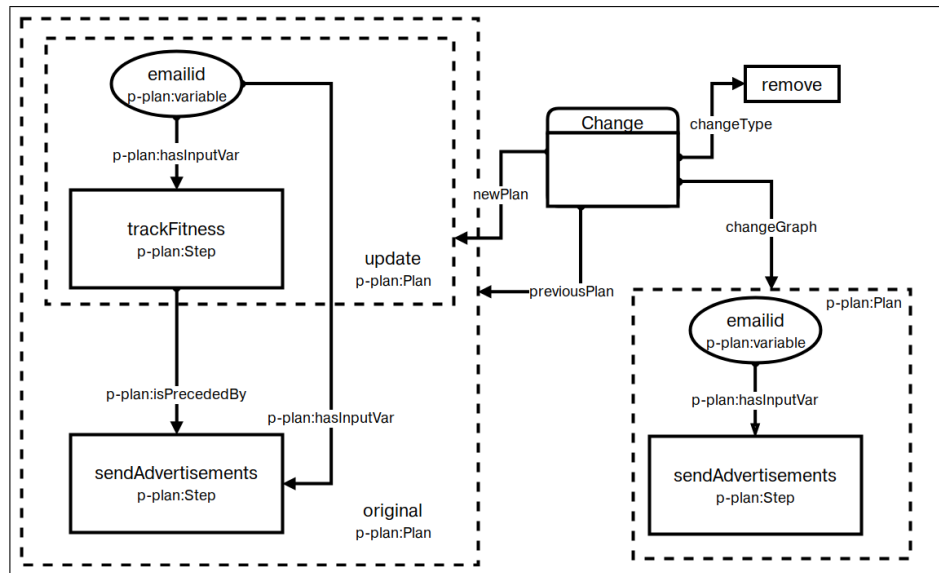 emailid
p-plan:variable
p-plan:hasInputVar
trackFitness
p-plan:Step
update
p-plan:Plan
p-plan:isPrecededBy
p-plan:hasInputVar
sendAdvertisements
p-plan:Step
original
p-plan:Plan
Change
newPlan
previousPlan
changeType
remove
changeGraph
p-plan:Plan
emailid
p-plan:variable
p-plan:hasInputVar
sendAdvertisements
p-plan:Step